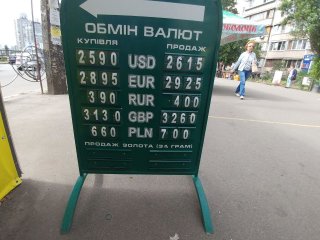 ОБМІН ВАЛЮТ
КУПІВЛЯ ПРОДАЖ
2590 USD 2615
2895 EUR 2925
390 RUR 400
3130 GBP 3260
660 PLN 700
ПРОДАЖ ЗОЛОТА (ЗА ГРАМ)